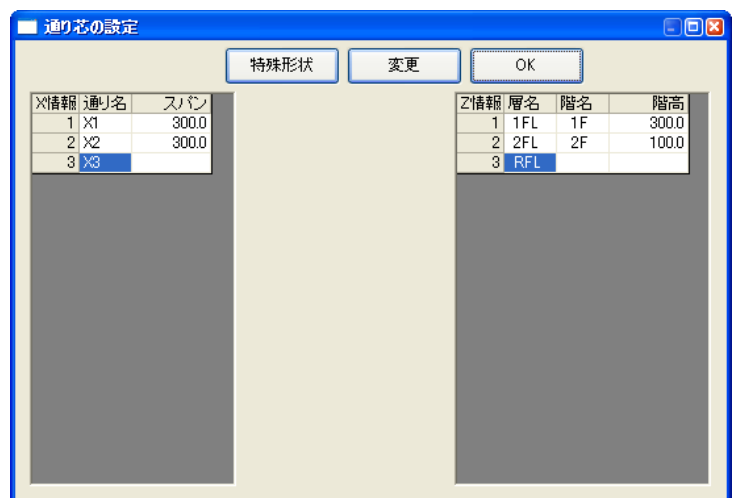 通り芯の設定
特殊形状 変更 OK
X情報 通り名 スパン
1 X1 300.0
2 X2 300.0
3 X3
Z情報 層名 階名 階高
1 1FL 1F 300.0
2 2FL 2F 100.0
3 RFL